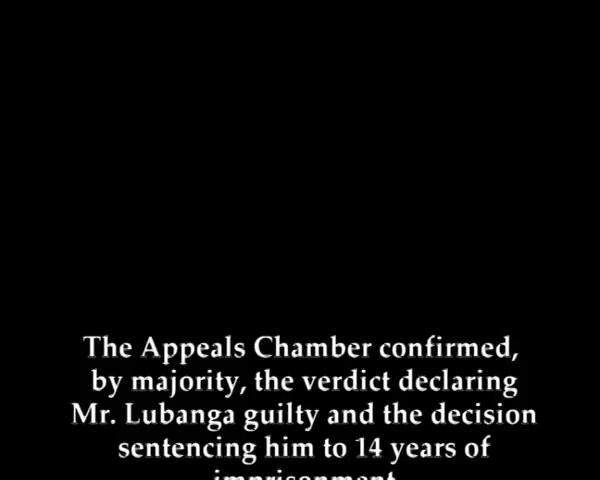 The Appeals Chamber confirmed,
by majority, the verdict declaring
Mr. Lubanga guilty and the decision
sentencing him to 14 years of
imprisonment